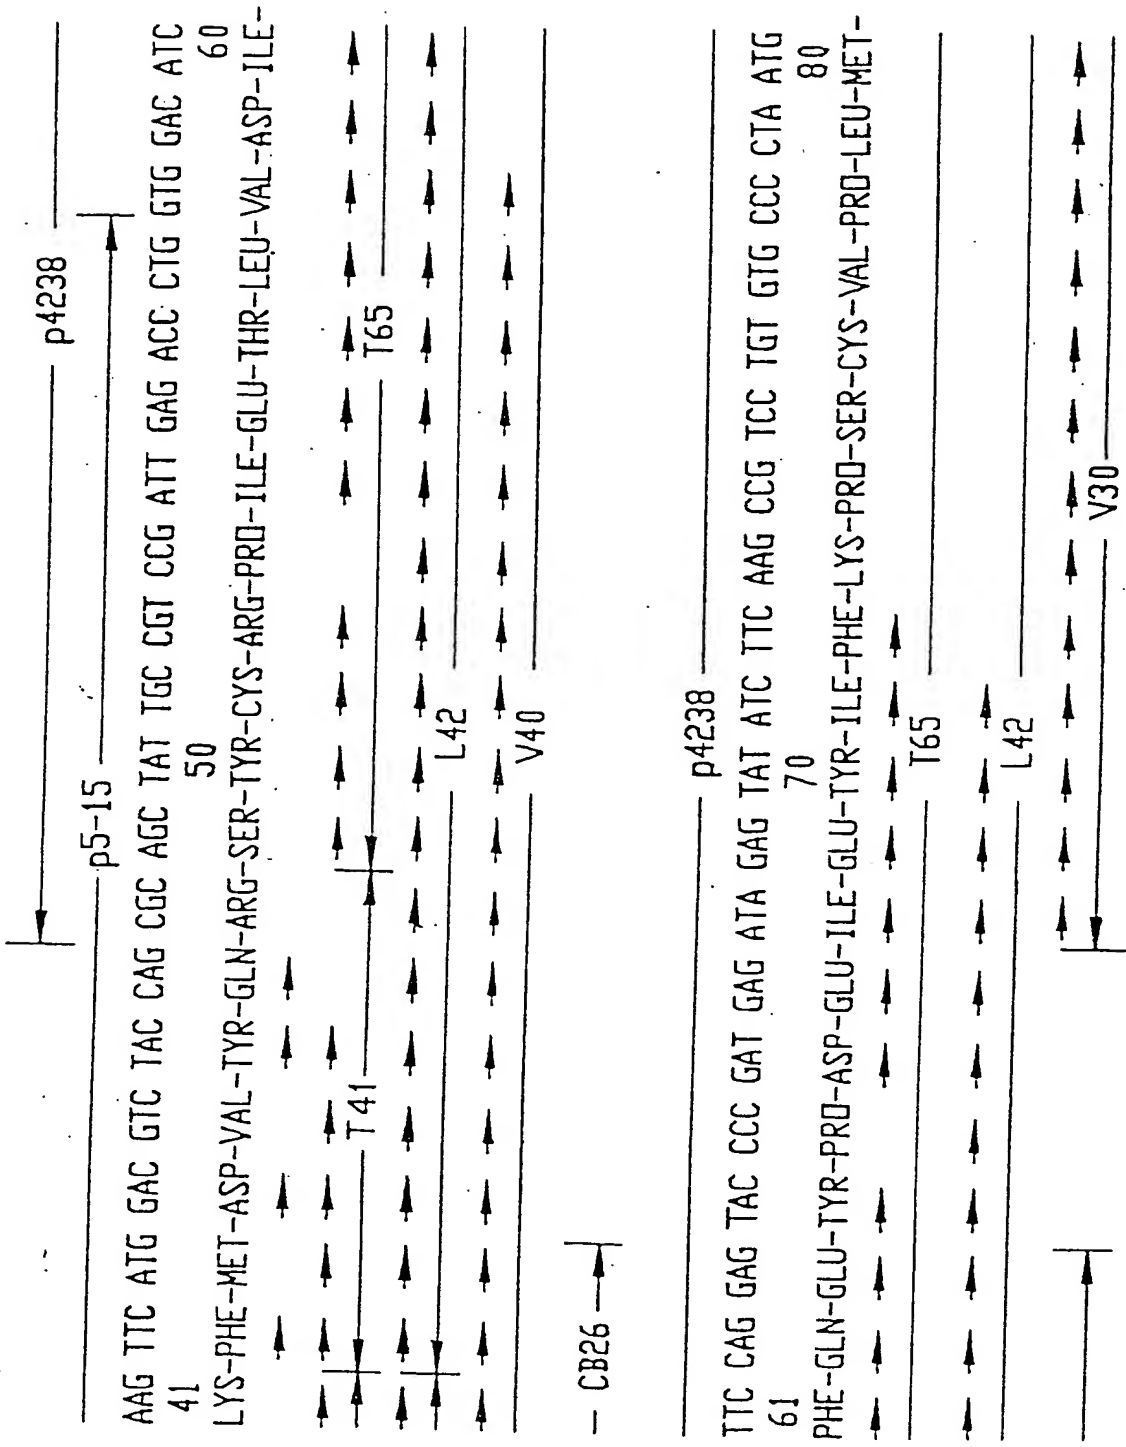 p4238
p5-15
AAG TTC ATG GAC GTC TAC CAG CGC AGC TAT TGC CGT CCG ATT GAG ACC CTG GTG GAC ATC
41 50 60
LYS-PHE-MET-ASP-VAL-TYR-GLN-ARG-SER-TYR-CYS-ARG-PRO-ILE-GLU-THR-LEU-VAL-ASP-ILE-
T41 T65
L42
V40
- CB26
p4238
TTC CAG GAG TAC CCC GAT GAG ATA GAG TAT ATC TTC AAG CCG TCC TGT GTG CCC CTA ATG
61 70 80
PHE-GLN-GLU-TYR-PRO-ASP-GLU-ILE-GLU-TYR-ILE-PHE-LYS-PRO-SER-CYS-VAL-PRO-LEU-MET-
T65
L42
V30